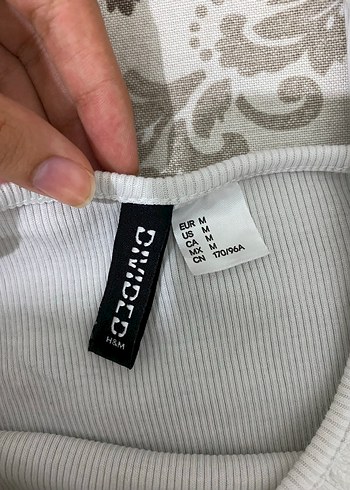 DIVIDED
H&M
EUR M
US M
CA M
MX M
CN 170/96A